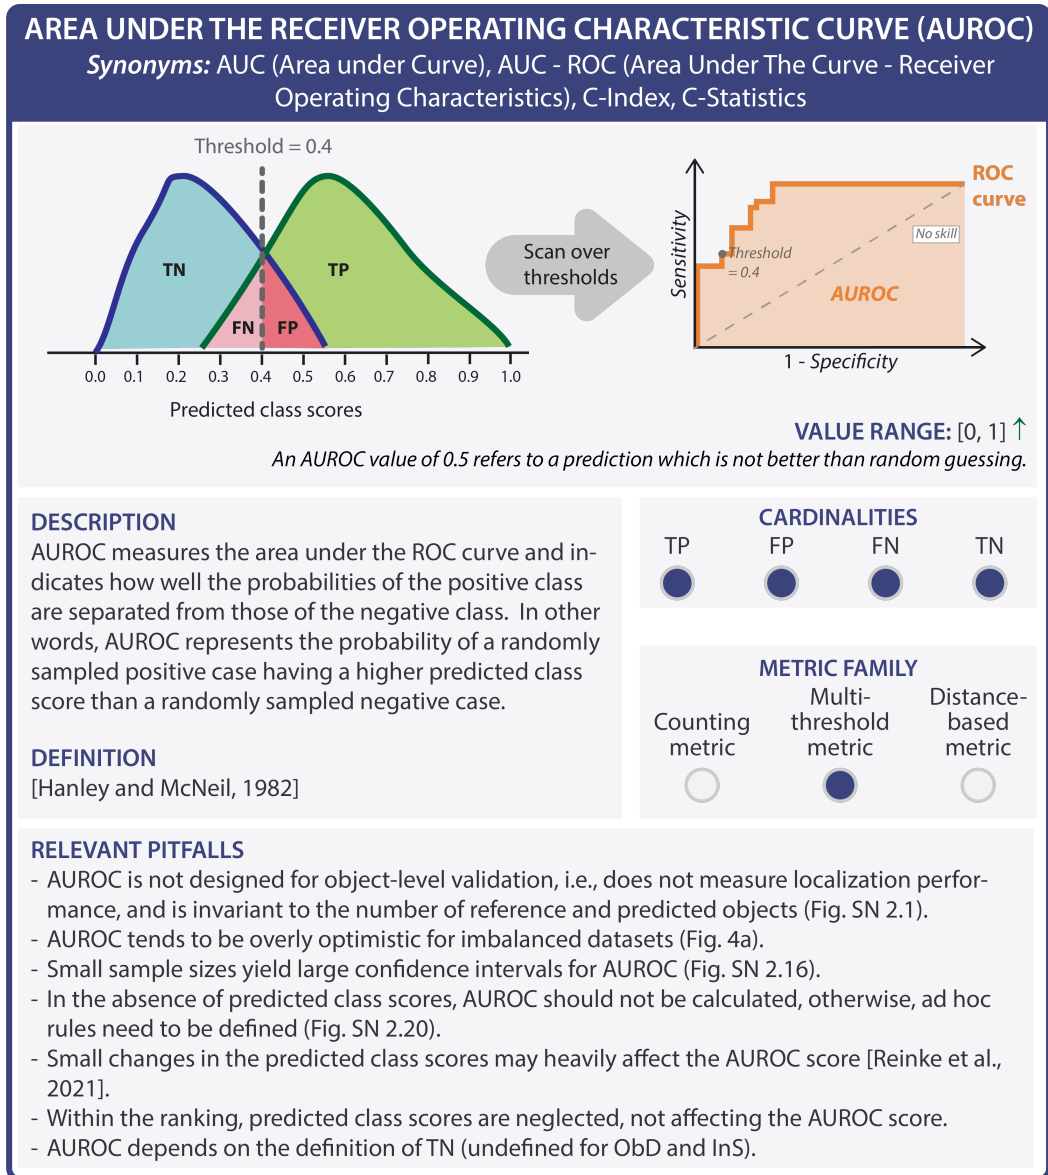 AREA UNDER THE RECEIVER OPERATING CHARACTERISTIC CURVE (AUROC)
Synonyms: AUC (Area under Curve), AUC - ROC (Area Under The Curve - Receiver
Operating Characteristics), C-Index, C-Statistics
Threshold = 0.4
TN
TP
FN
FP
0.0 0.1 0.2 0.3 0.4 0.5 0.6 0.7 0.8 0.9 1.0
Predicted class scores
Scan over
thresholds
Sensitivity
ROC
curve
No skill
Threshold
= 0.4
AUROC
1 - Specificity
VALUE RANGE: [0, 1] ↑
An AUROC value of 0.5 refers to a prediction which is not better than random guessing.
DESCRIPTION
AUROC measures the area under the ROC curve and in-
dicates how well the probabilities of the positive class
are separated from those of the negative class. In other
words, AUROC represents the probability of a randomly
sampled positive case having a higher predicted class
score than a randomly sampled negative case.
DEFINITION
[Hanley and McNeil, 1982]
CARDINALITIES
TP FP FN TN
METRIC FAMILY
Counting
metric
Multi-
threshold
metric
Distance-
based
metric
RELEVANT PITFALLS
- AUROC is not designed for object-level validation, i.e., does not measure localization perfor-
mance, and is invariant to the number of reference and predicted objects (Fig. SN 2.1).
- AUROC tends to be overly optimistic for imbalanced datasets (Fig. 4a).
- Small sample sizes yield large confidence intervals for AUROC (Fig. SN 2.16).
- In the absence of predicted class scores, AUROC should not be calculated, otherwise, ad hoc
rules need to be defined (Fig. SN 2.20).
- Small changes in the predicted class scores may heavily affect the AUROC score [Reinke et al.,
2021].
- Within the ranking, predicted class scores are neglected, not affecting the AUROC score.
- AUROC depends on the definition of TN (undefined for ObD and InS).